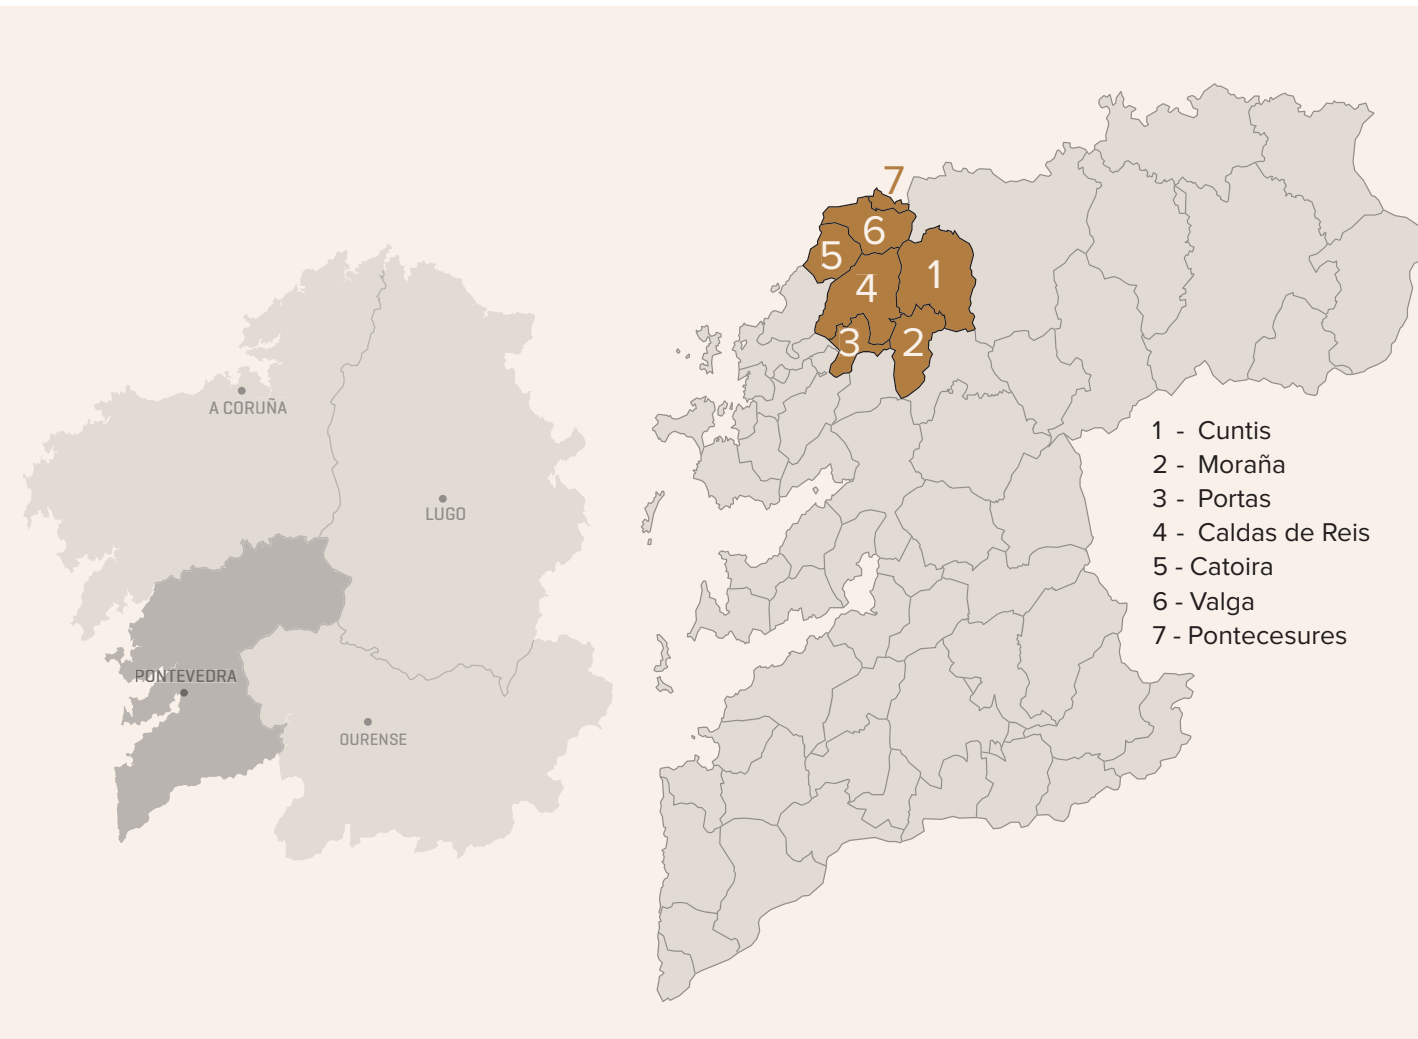 A CORUÑA
LUGO
PONTEVEDRA
OURENSE
7
6
5
4
1
3
2
1 - Cuntis
2 - Moraña
3 - Portas
4 - Caldas de Reis
5 - Catoira
6 - Valga
7 - Pontecesures